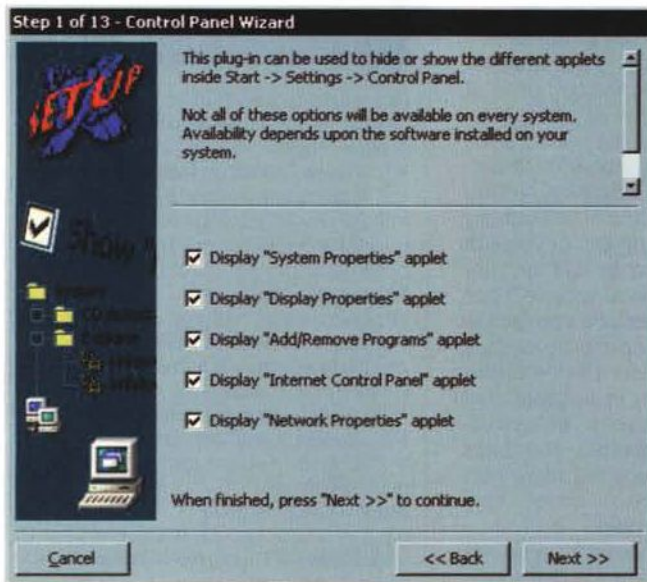 Step 1 of 13 - Control Panel Wizard
This plug-in can be used to hide or show the different applets
inside Start -> Settings -> Control Panel.
Not all of these options will be available on every system.
Availability depends upon the software installed on your
system.
SETUP
Show
Display "System Properties" applet
Display "Display Properties" applet
Display "Add/Remove Programs" applet
Display "Internet Control Panel" applet
Display "Network Properties" applet
When finished, press "Next >>" to continue.
Cancel
<< Back
Next >>